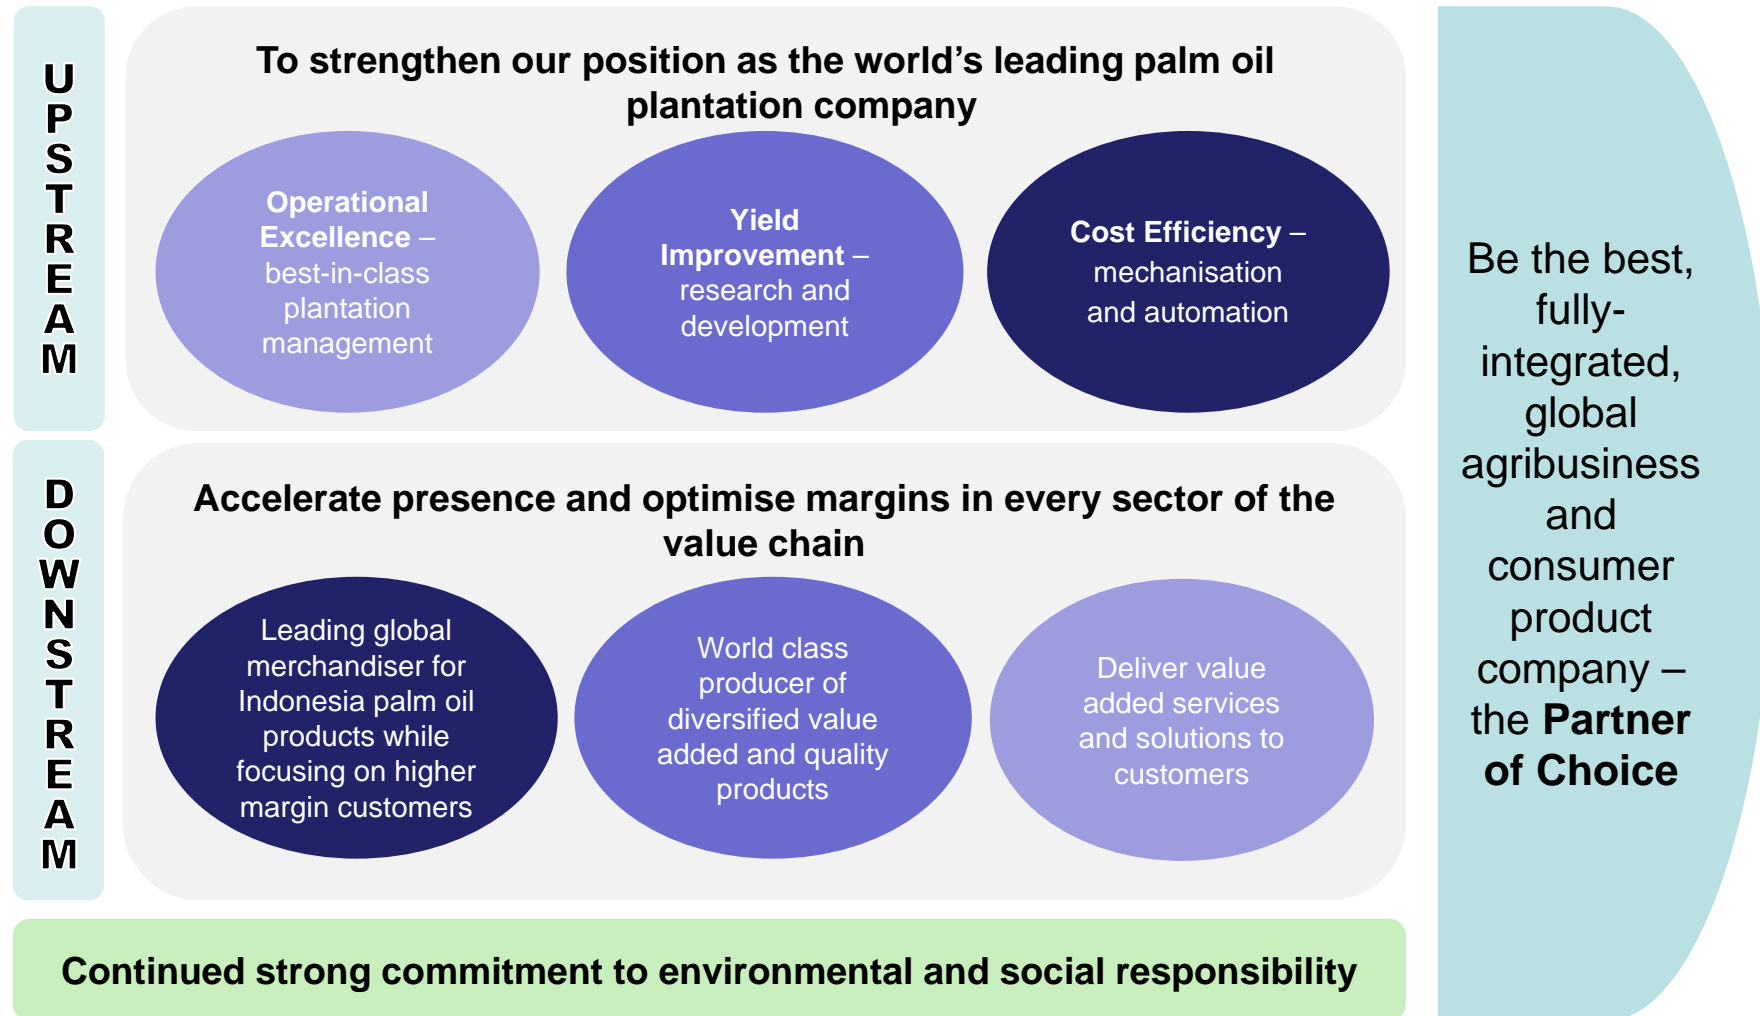 UPSTREAM
To strengthen our position as the world’s leading palm oil
plantation company
Operational
Excellence –
best-in-class
plantation
management
Yield
Improvement –
research and
development
Cost Efficiency –
mechanisation
and automation
DOWNSTREAM
Accelerate presence and optimise margins in every sector of the
value chain
Leading global
merchandiser for
Indonesia palm oil
products while
focusing on higher
margin customers
World class
producer of
diversified value
added and quality
products
Deliver value
added services
and solutions to
customers
Continued strong commitment to environmental and social responsibility
Be the best,
fully-
integrated,
global
agribusiness
and
consumer
product
company –
the Partner
of Choice